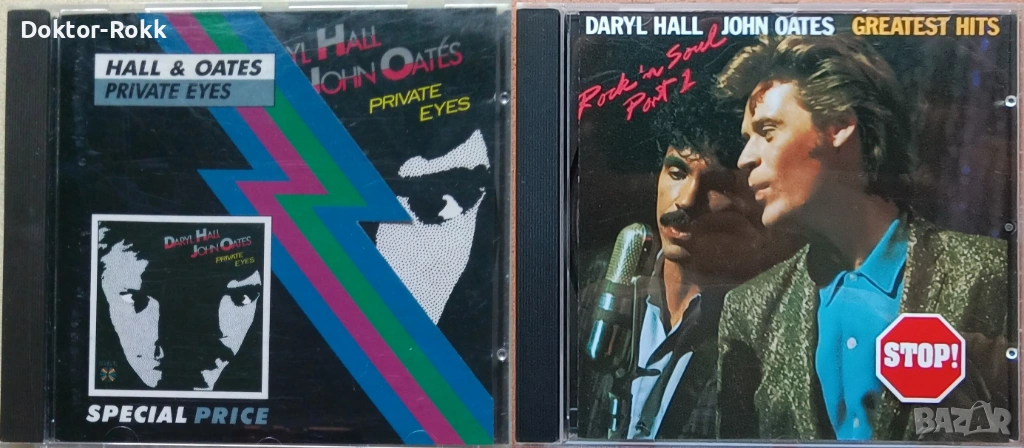 Doktor-Rokk
HALL & OATES
PRIVATE EYES
YL HALL
JOHN OATES
PRIVATE
EYES
DARYL HALL
JOHN OATES
PRIVATE
EYES
SPECIAL PRICE
DARYL HALL JOHN OATES GREATEST HITS
Rock 'n Soul
Part 1
STOP!
BAZAR